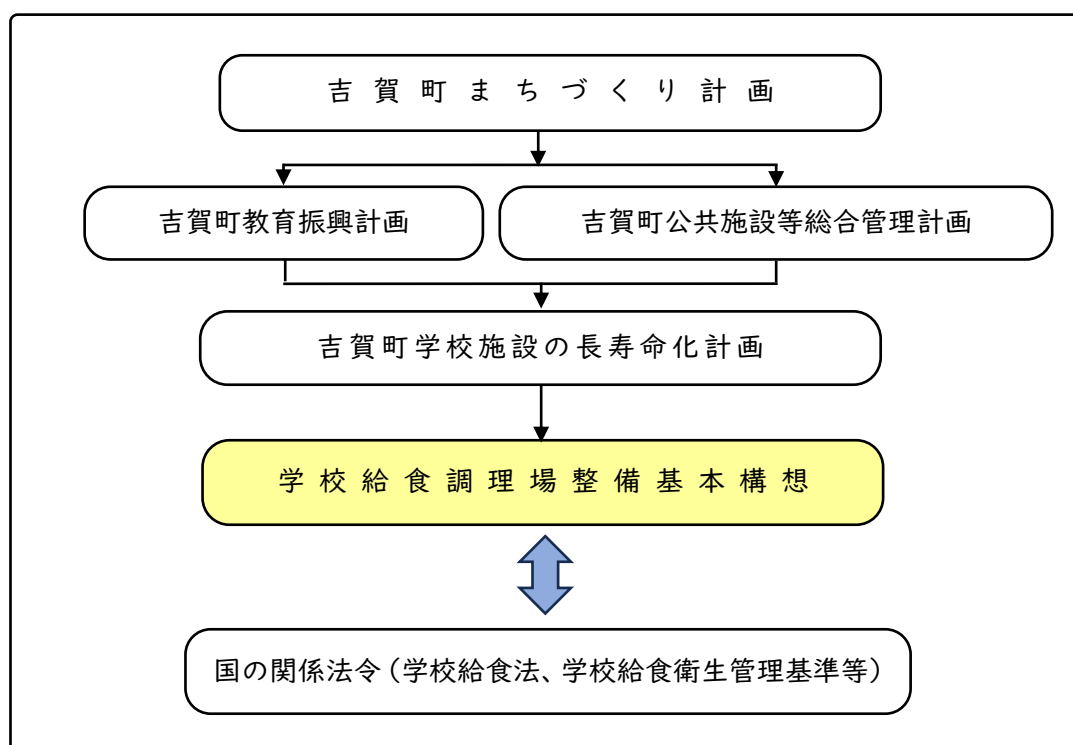 吉賀町まちづくり計画
吉賀町教育振興計画
吉賀町公共施設等総合管理計画
吉賀町学校施設の長寿命化計画
学校給食調理場整備基本構想
国の関係法令（学校給食法、学校給食衛生管理基準等）